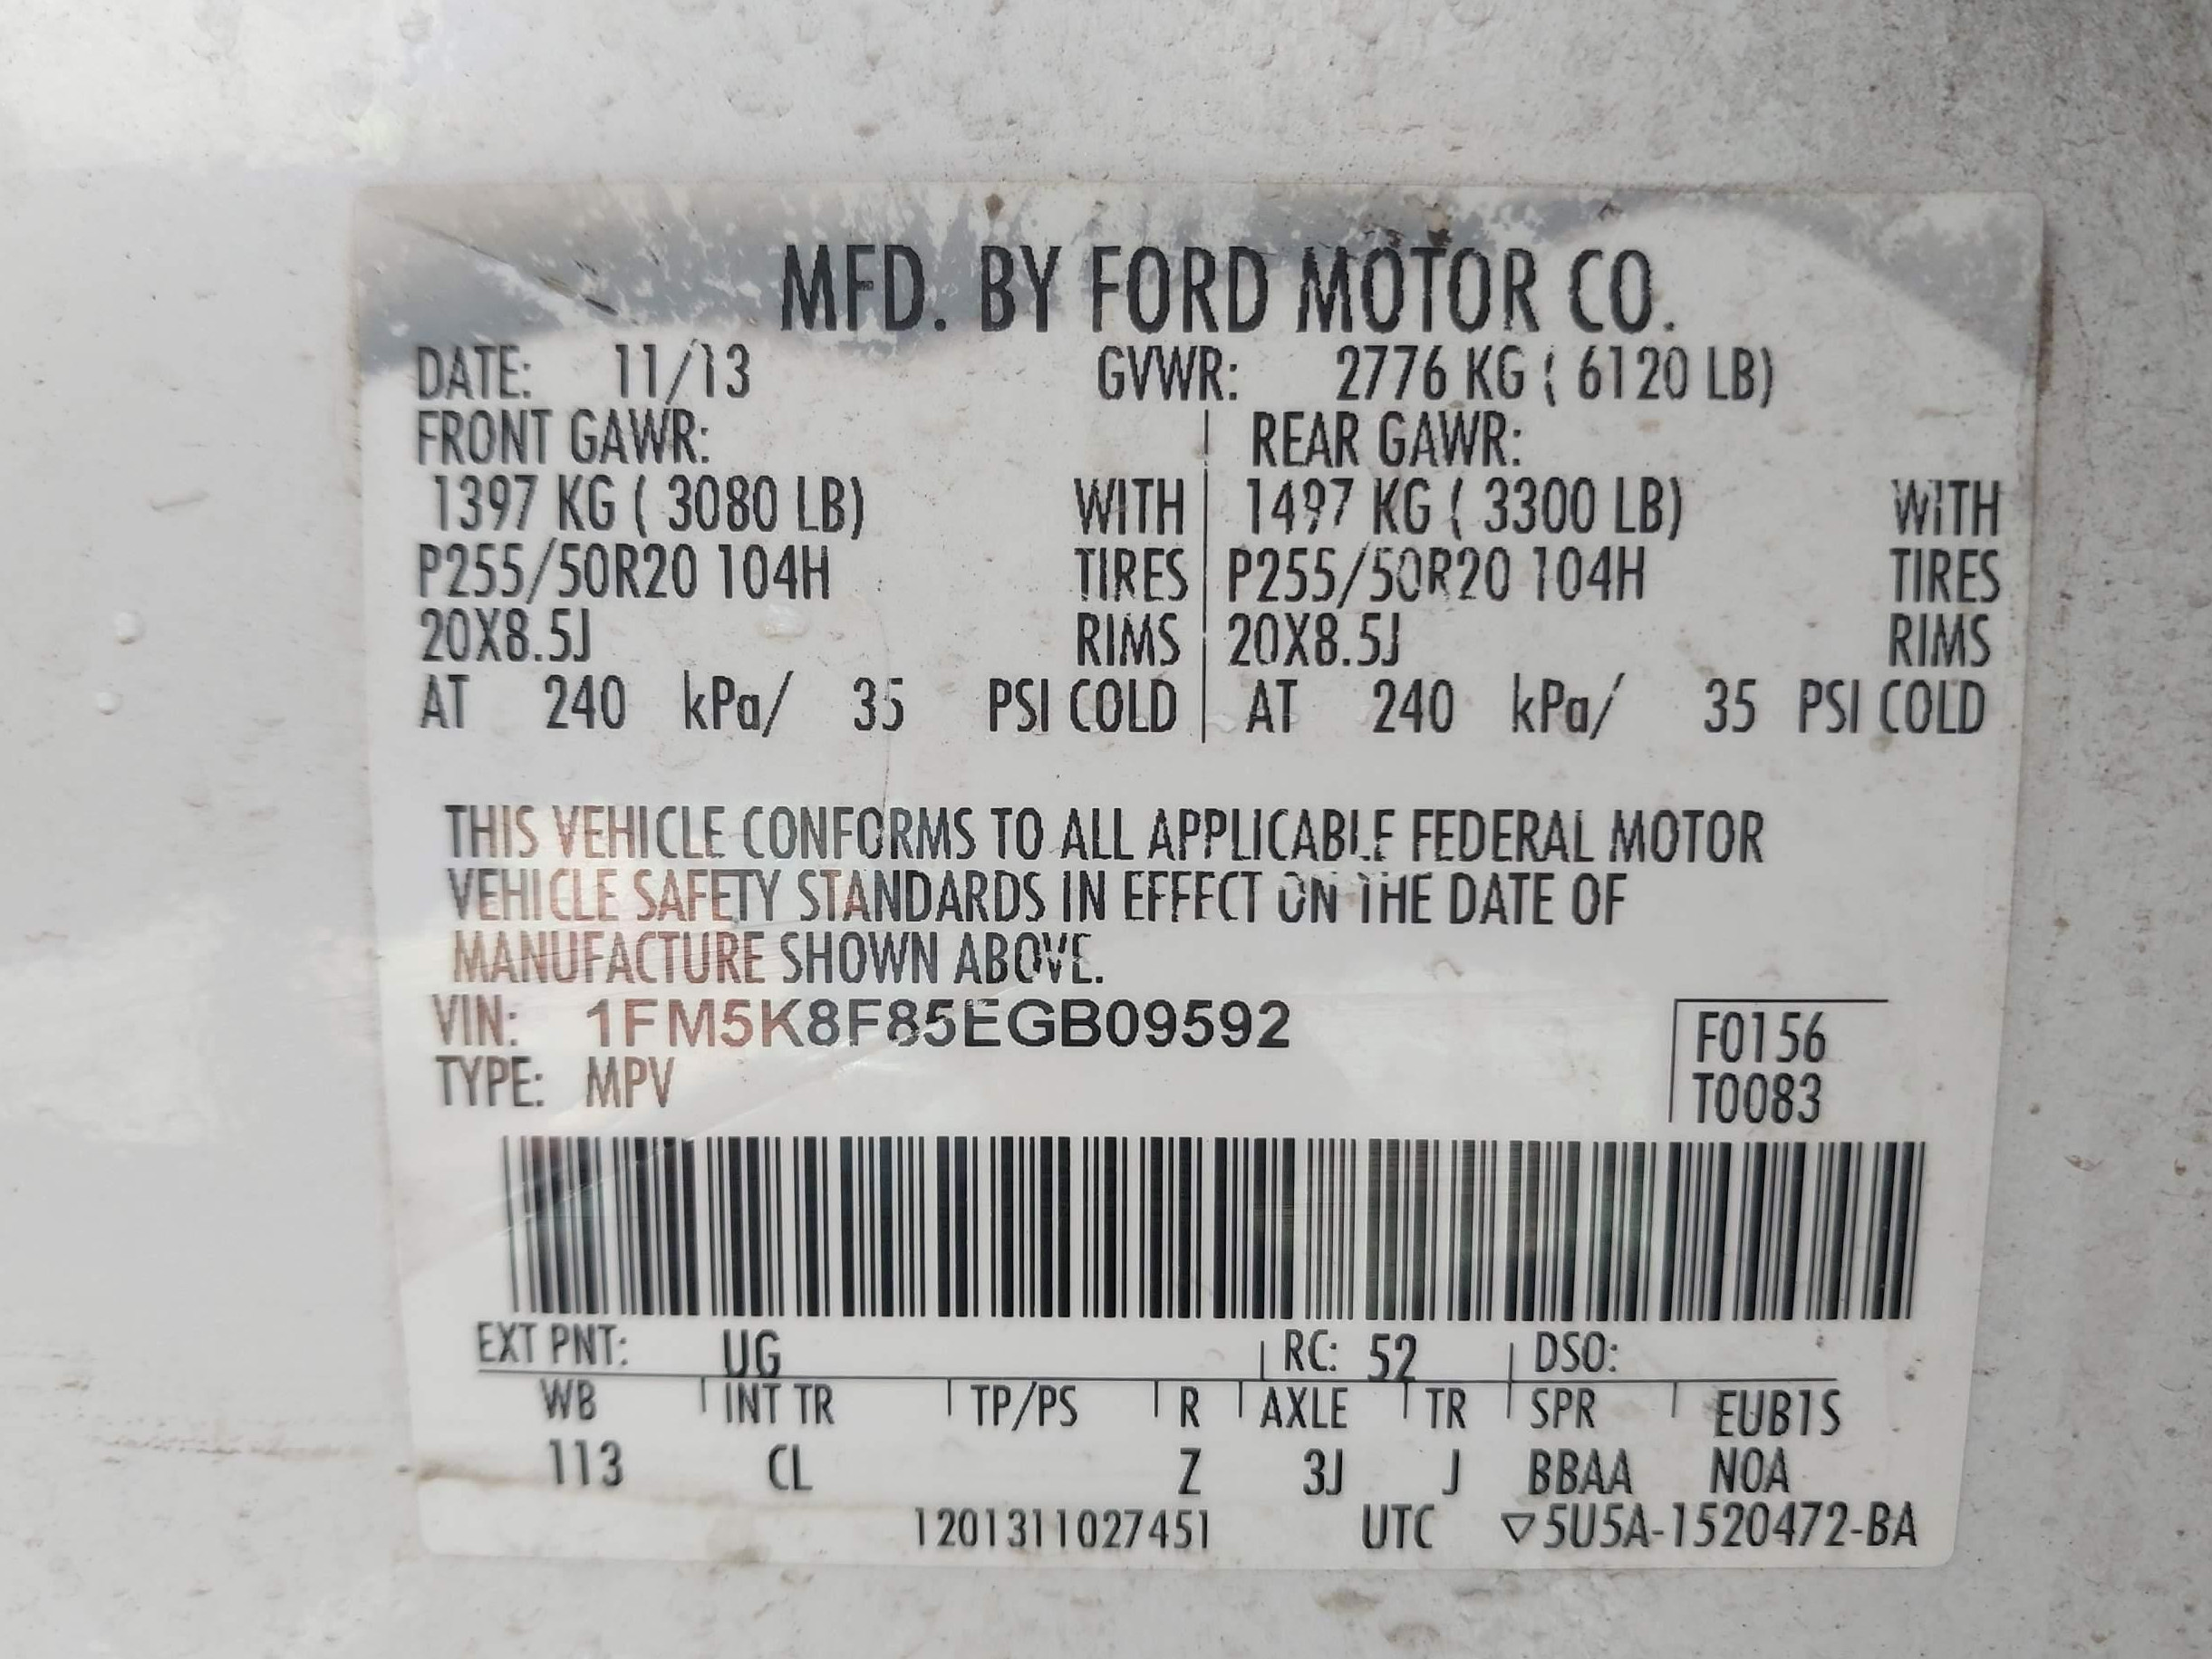 MFD. BY FORD MOTOR CO.
DATE: 11/13 GVWR: 2776 KG ( 6120 LB)
FRONT GAWR: REAR GAWR:
1397 KG ( 3080 LB) WITH 1497 KG ( 3300 LB) WITH
P255/50R20 104H TIRES P255/50R20 104H TIRES
20X8.5J RIMS 20X8.5J RIMS
AT 240 kPa/ 35 PSI COLD AT 240 kPa/ 35 PSI COLD
THIS VEHICLE CONFORMS TO ALL APPLICABLE FEDERAL MOTOR
VEHICLE SAFETY STANDARDS IN EFFECT ON THE DATE OF
MANUFACTURE SHOWN ABOVE.
VIN: 1FM5K8F85EGB09592
TYPE: MPV
F0156
T0083
EXT PNT: UG RC: 52 DSO:
WB INT TR TP/PS R AXLE TR SPR EUB1S
113 CL Z 3J J BBAA NOA
1201311027451 UTC ▽5U5A-1520472-BA